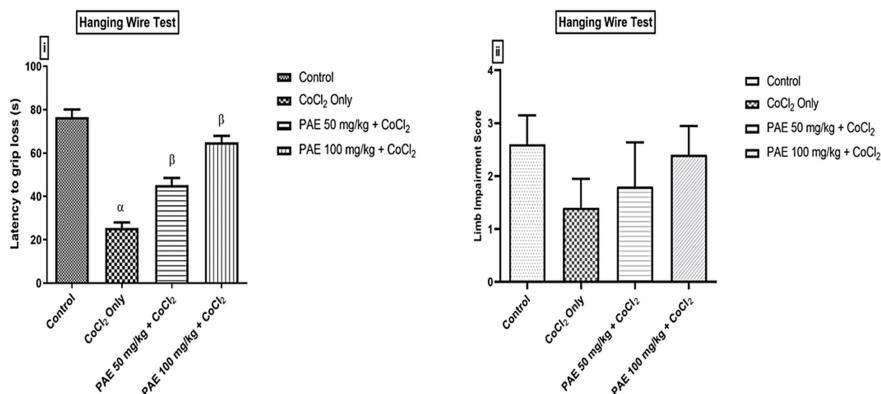 Hanging Wire Test
i
Latency to grip loss (s)
100
80
60
40
20
0
α
β
β
Control
CoCl₂ Only
PAE 50 mg/kg + CoCl₂
PAE 100 mg/kg + CoCl₂
Control
CoCl₂ Only
PAE 50 mg/kg + CoCl₂
PAE 100 mg/kg + CoCl₂
Hanging Wire Test
ii
Limb Impairment Score
4
3
2
1
0
Control
CoCl₂ Only
PAE 50 mg/kg + CoCl₂
PAE 100 mg/kg + CoCl₂
Control
CoCl₂ Only
PAE 50 mg/kg + CoCl₂
PAE 100 mg/kg + CoCl₂